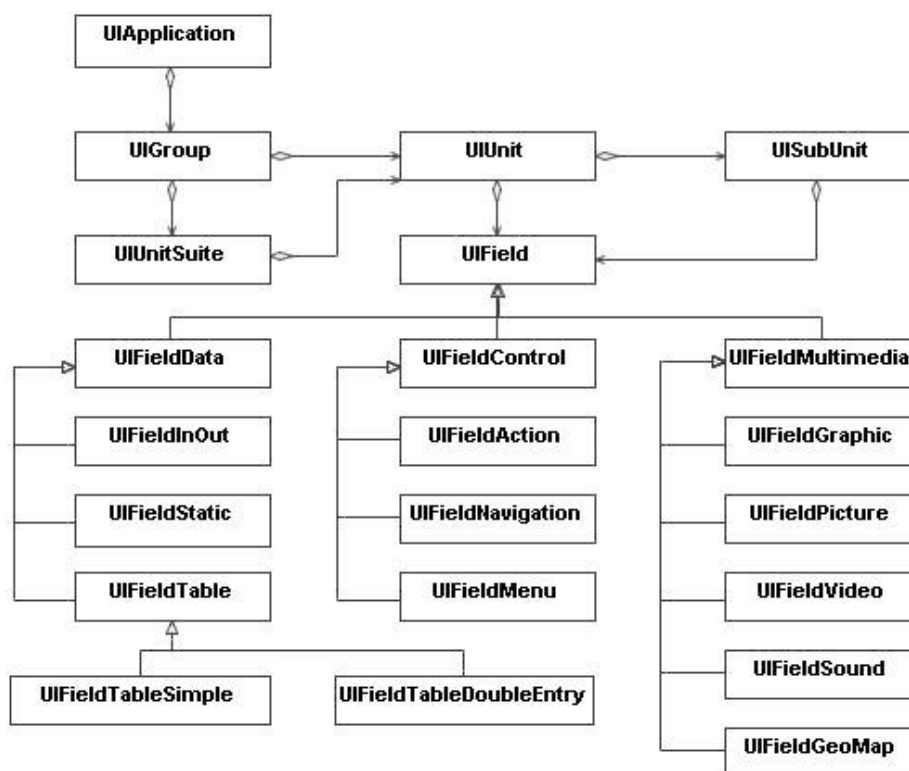 UIApplication
UIGroup
UIUnit
UISubUnit
UIUnitSuite
UIField
UIFieldData
UIFieldControl
UIFieldMultimedia
UIFieldInOut
UIFieldAction
UIFieldGraphic
UIFieldStatic
UIFieldNavigation
UIFieldPicture
UIFieldTable
UIFieldMenu
UIFieldVideo
UIFieldTableSimple
UIFieldTableDoubleEntry
UIFieldSound
UIFieldGeoMap